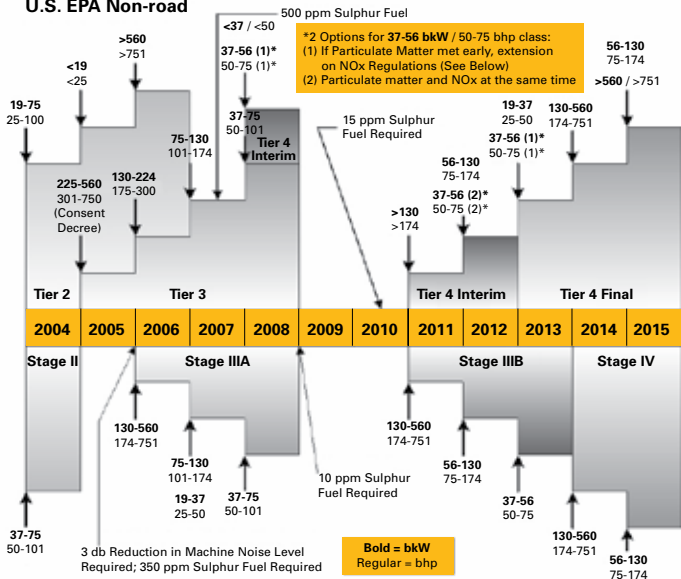 U.S. EPA Non-road
500 ppm Sulphur Fuel
<37 / <50
*2 Options for 37-56 bkW / 50-75 bhp class:
(1) If Particulate Matter met early, extension
on NOx Regulations (See Below)
(2) Particulate matter and NOx at the same time
>560
>751
<19
<25
19-75
25-100
37-56 (1)*
50-75 (1)*
37-75
50-101
Tier 4
Interim
75-130
101-174
130-224
175-300
225-560
301-750
(Consent
Decree)
15 ppm Sulphur
Fuel Required
56-130
75-174
>560 / >751
19-37
25-50
37-56 (1)*
50-75 (1)*
130-560
174-751
56-130
75-174
37-56 (2)*
50-75 (2)*
>130
>174
Tier 2
Tier 3
Tier 4 Interim
Tier 4 Final
2004 2005 2006 2007 2008 2009 2010 2011 2012 2013 2014 2015
Stage II
Stage IIIA
Stage IIIB
Stage IV
130-560
174-751
75-130
101-174
19-37
25-50
37-75
50-101
10 ppm Sulphur
Fuel Required
130-560
174-751
56-130
75-174
37-56
50-75
130-560
174-751
56-130
75-174
37-75
50-101
3 db Reduction in Machine Noise Level
Required; 350 ppm Sulphur Fuel Required
Bold = bkW
Regular = bhp